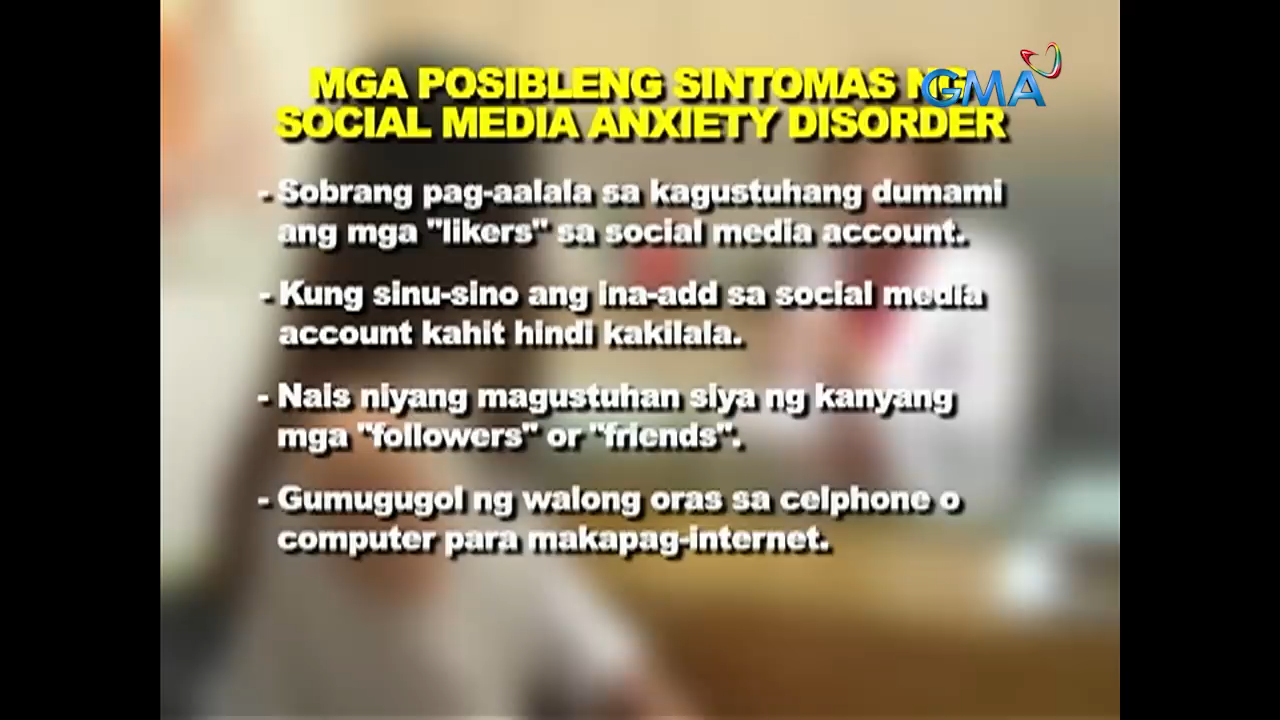 MGA POSIBLENG SINTOMAS NG
GMA
SOCIAL MEDIA ANXIETY DISORDER
- Sobrang pag-aalala sa kagustuhang dumami
ang mga "likers" sa social media account.
- Kung sinu-sino ang ina-add sa social media
account kahit hindi kakilala.
- Nais niyang magustuhan siya ng kanyang
mga "followers" or "friends".
- Gumugugol ng walong oras sa celphone o
computer para makapag-internet.